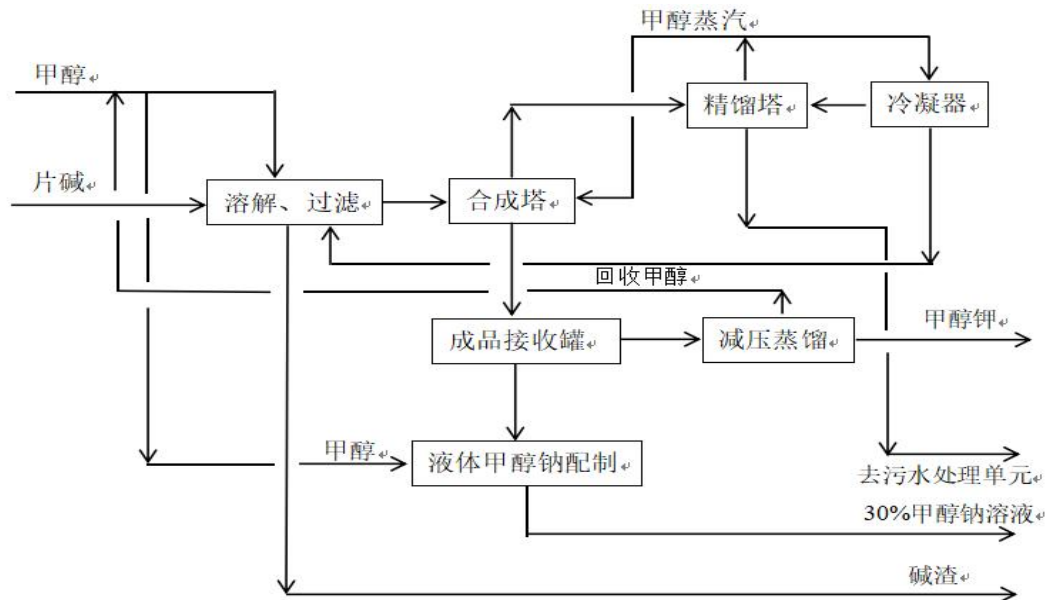 甲醇蒸汽
甲醇
精馏塔
冷凝器
片碱
溶解、过滤
合成塔
回收甲醇
甲醇钾
成品接收罐
减压蒸馏
甲醇
液体甲醇钠配制
去污水处理单元
30%甲醇钠溶液
碱渣